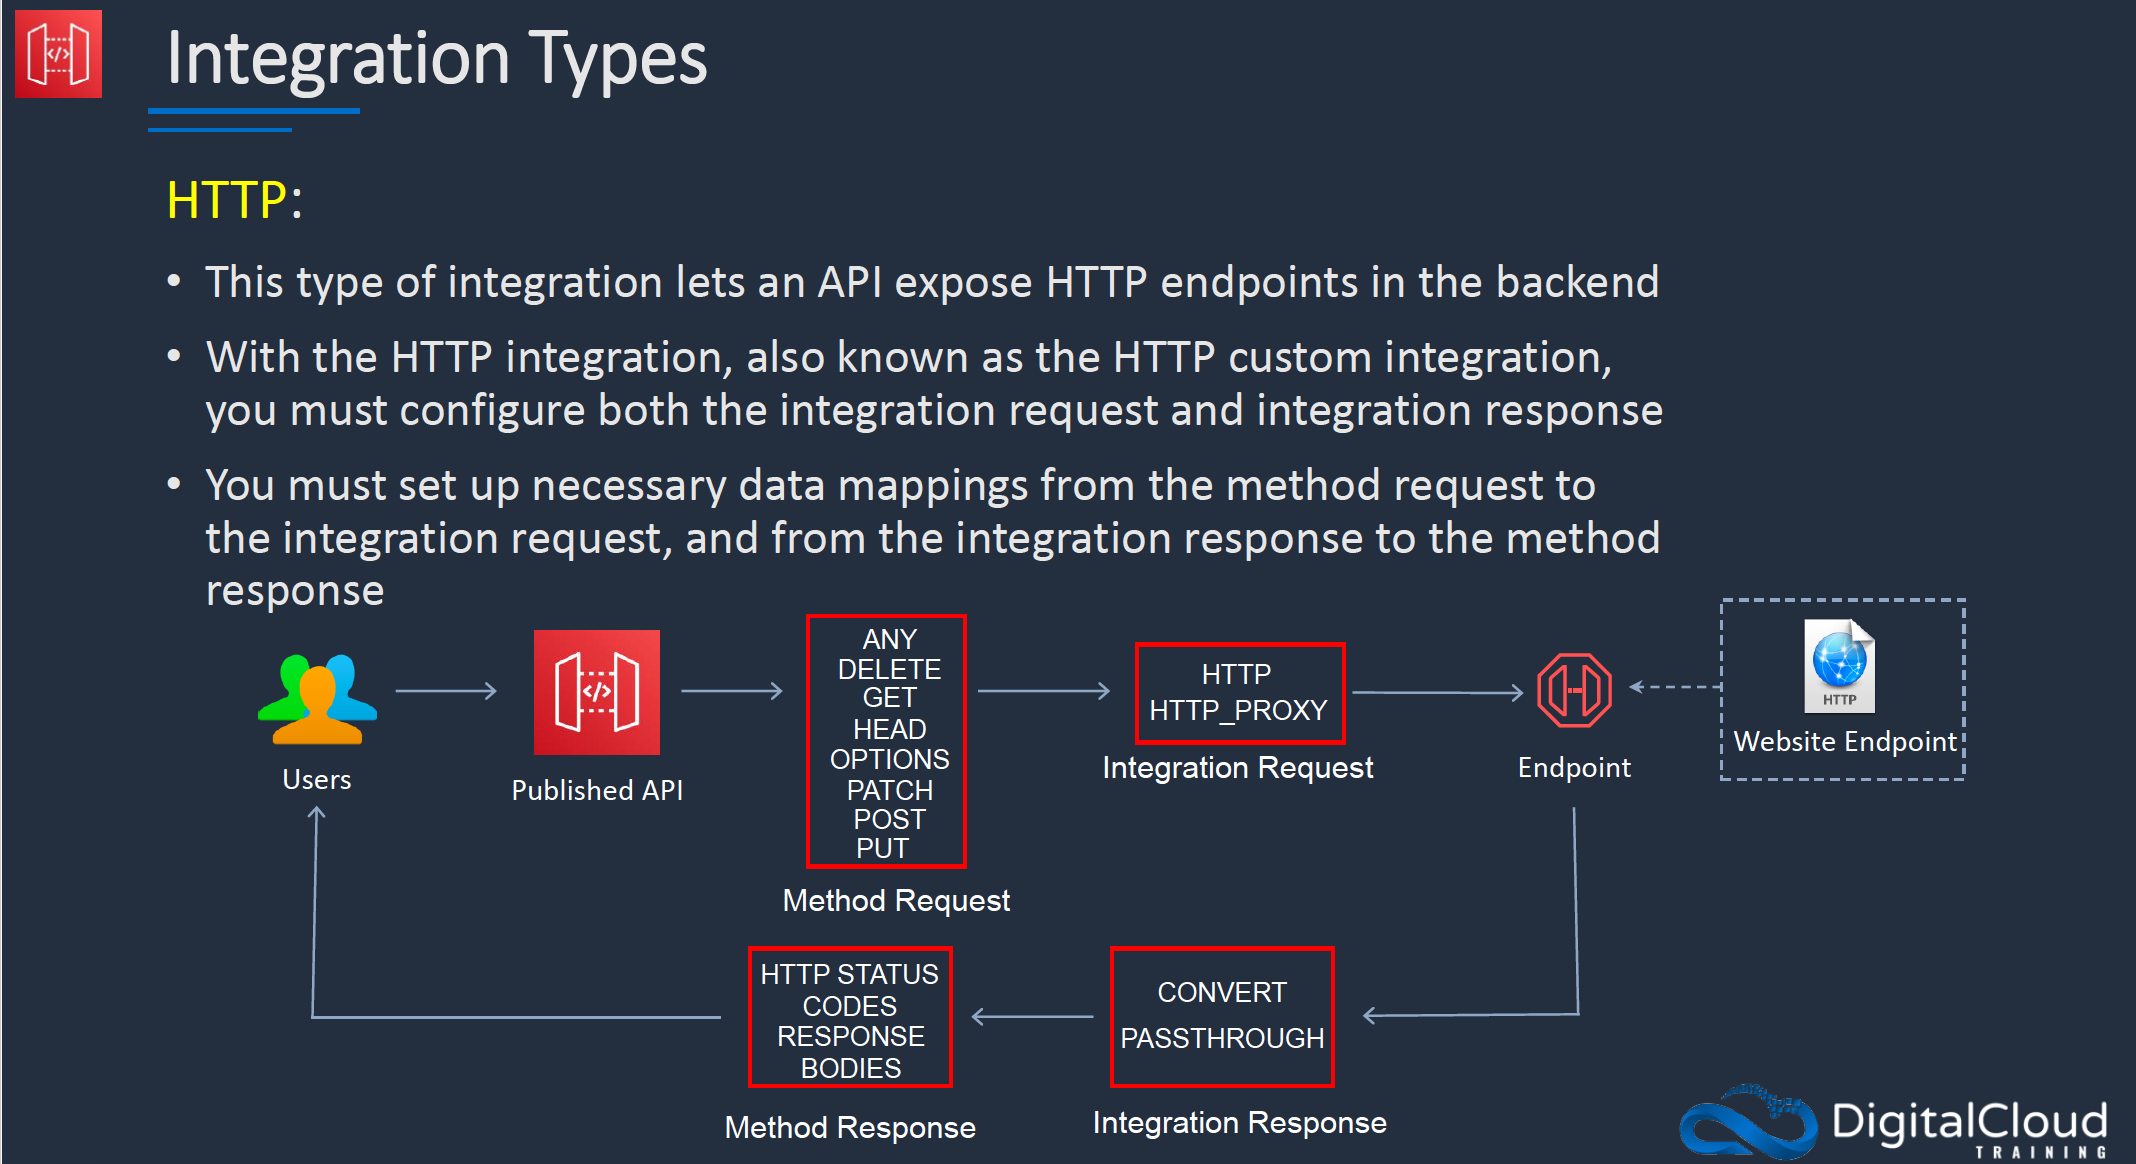 Integration Types
HTTP:
• This type of integration lets an API expose HTTP endpoints in the backend
• With the HTTP integration, also known as the HTTP custom integration,
you must configure both the integration request and integration response
• You must set up necessary data mappings from the method request to
the integration request, and from the integration response to the method
response
Users
</>
Published API
ANY
DELETE
GET
HEAD
OPTIONS
PATCH
POST
PUT
Method Request
HTTP
HTTP_PROXY
Integration Request
Endpoint
HTTP
Website Endpoint
HTTP STATUS
CODES
RESPONSE
BODIES
Method Response
CONVERT
PASSTHROUGH
Integration Response
DigitalCloud
TRAINING